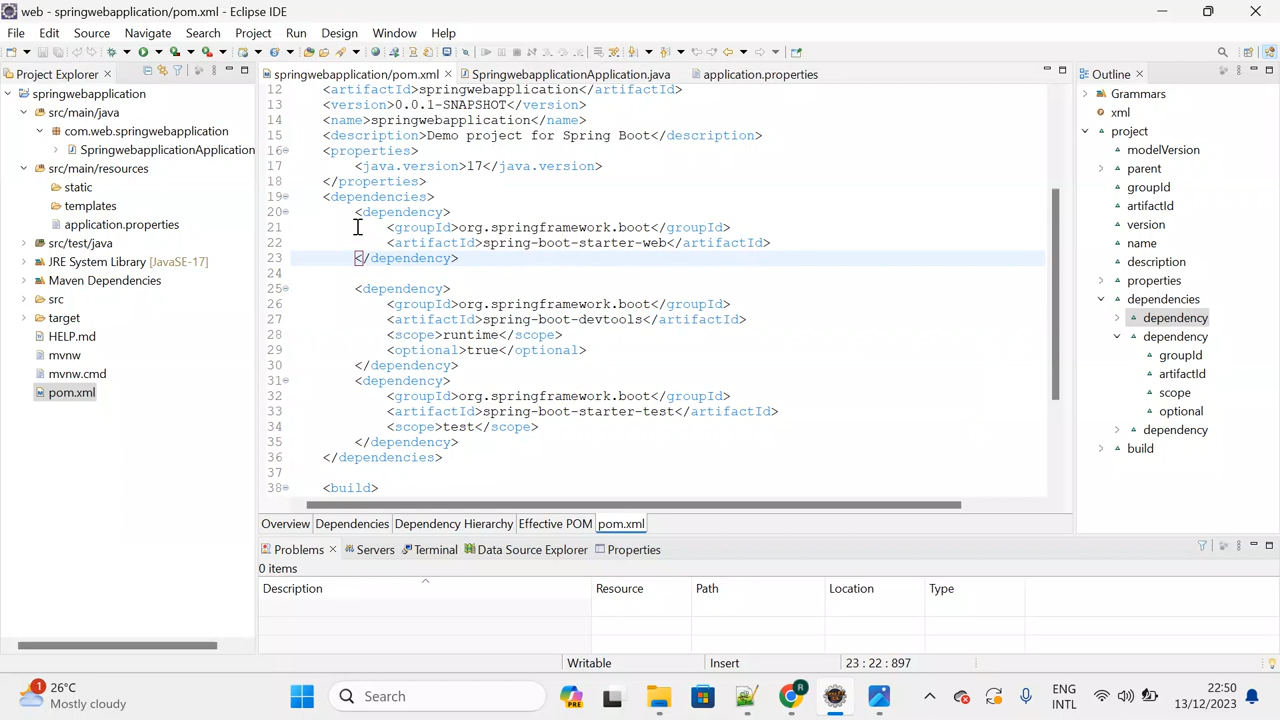 web - springwebapplication/pom.xml - Eclipse IDE
File Edit Source Navigate Search Project Run Design Window Help
Project Explorer
springwebapplication
src/main/java
com.web.springwebapplication
SpringwebapplicationApplication
src/main/resources
static
templates
application.properties
src/test/java
JRE System Library [JavaSE-17]
Maven Dependencies
src
target
HELP.md
mvnw
mvnw.cmd
pom.xml
springwebapplication/pom.xml SpringwebapplicationApplication.java application.properties
12 <artifactId>springwebapplication</artifactId>
13 <version>0.0.1-SNAPSHOT</version>
14 <name>springwebapplication</name>
15 <description>Demo project for Spring Boot</description>
16 <properties>
17 <java.version>17</java.version>
18 </properties>
19 <dependencies>
20 <dependency>
21 <groupId>org.springframework.boot</groupId>
22 <artifactId>spring-boot-starter-web</artifactId>
23 </dependency>
24
25 <dependency>
26 <groupId>org.springframework.boot</groupId>
27 <artifactId>spring-boot-devtools</artifactId>
28 <scope>runtime</scope>
29 <optional>true</optional>
30 </dependency>
31 <dependency>
32 <groupId>org.springframework.boot</groupId>
33 <artifactId>spring-boot-starter-test</artifactId>
34 <scope>test</scope>
35 </dependency>
36 </dependencies>
37
38 <build>
Overview Dependencies Dependency Hierarchy Effective POM pom.xml
Outline
Grammars
xml
project
modelVersion
parent
groupId
artifactId
version
name
description
properties
dependencies
dependency
dependency
groupId
artifactId
scope
optional
dependency
build
Problems Servers Terminal Data Source Explorer Properties
0 items
Description Resource Path Location Type
Writable Insert 23 : 22 : 897
1
26°C
Mostly cloudy
Search
PRE
R
ENG
INTL
22:50
13/12/2023